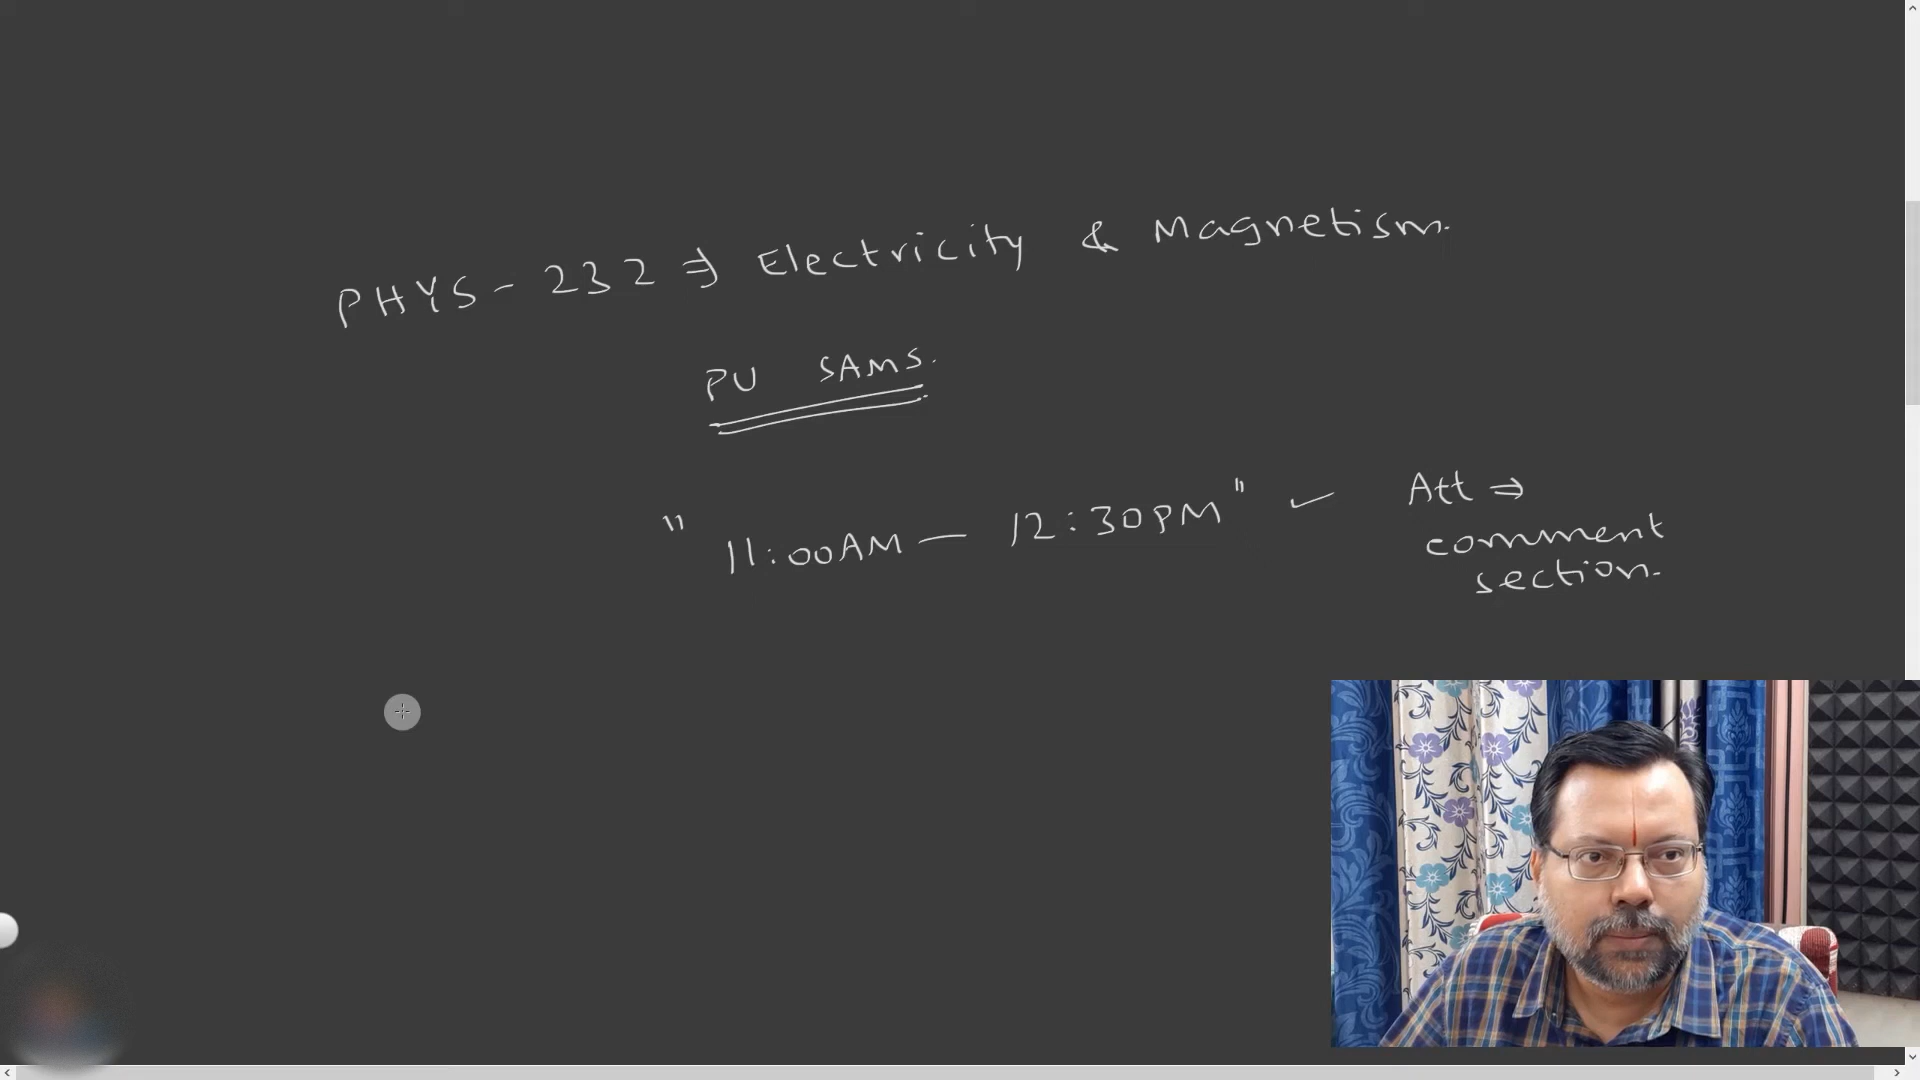 PHYS - 232 ⇒ Electricity & Magnetism.
PU SAMS.
" 11:00AM — 12:30PM" ✓ Att ⇒
comment
section.